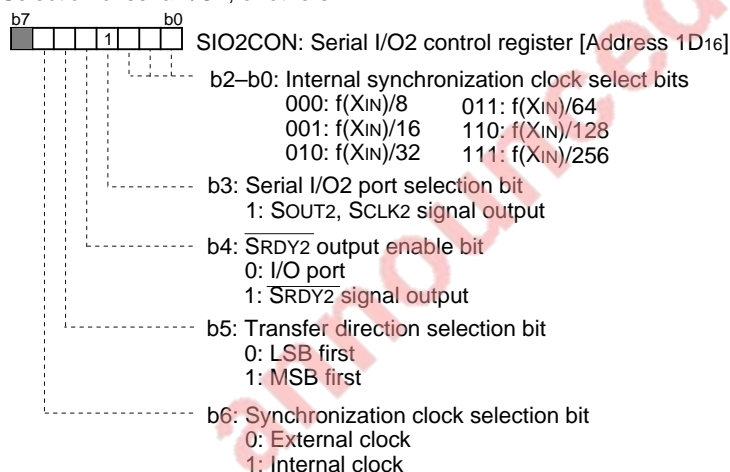 b7 b0
1
SIO2CON: Serial I/O2 control register [Address 1D16]
b2–b0: Internal synchronization clock select bits
000: f(XIN)/8 011: f(XIN)/64
001: f(XIN)/16 110: f(XIN)/128
010: f(XIN)/32 111: f(XIN)/256
b3: Serial I/O2 port selection bit
1: SOUT2, SCLK2 signal output
b4: SRDY2 output enable bit
0: I/O port
1: SRDY2 signal output
b5: Transfer direction selection bit
0: LSB first
1: MSB first
b6: Synchronization clock selection bit
0: External clock
1: Internal clock
announced